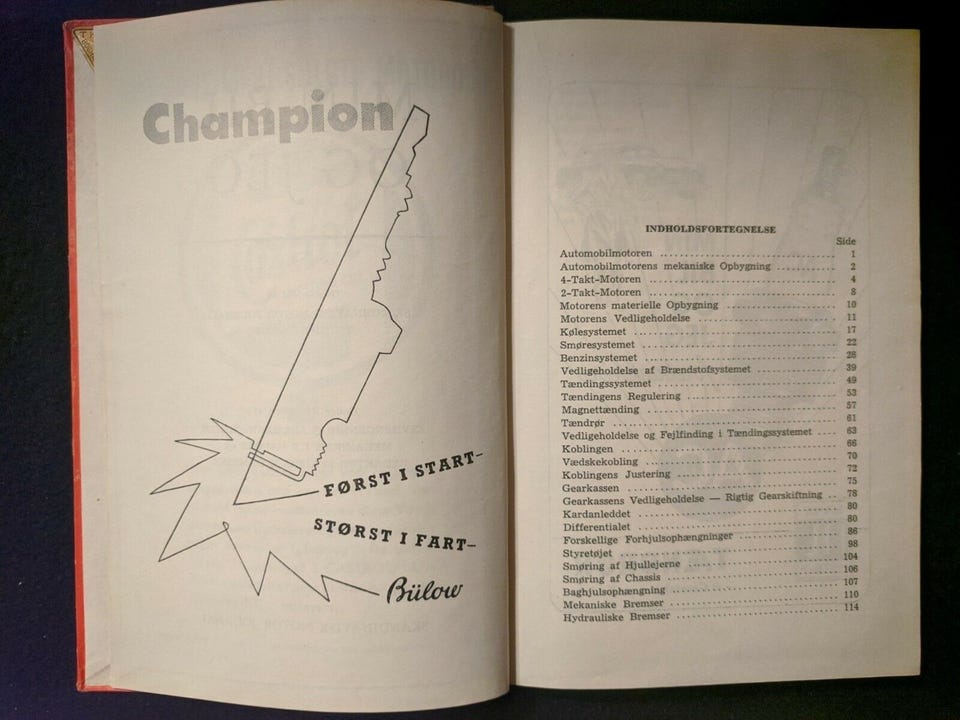 Champion
FØRST I START–
STØRST I FART–
Bülow
INDHOLDSFORTEGNELSE
Side
Automobilmotoren 1
Automobilmotorens mekaniske Opbygning 2
4-Takt-Motoren 4
2-Takt-Motoren 8
Motorens materielle Opbygning 10
Motorens Vedligeholdelse 11
Kølesystemet 17
Smøresystemet 22
Benzinsystemet 28
Vedligeholdelse af Brændstofsystemet 39
Tændingssystemet 49
Tændingens Regulering 53
Magnettænding 57
Tændrør 61
Vedligeholdelse og Fejlfinding i Tændingssystemet 63
Koblingen 66
Vædskekobling 70
Koblingens Justering 72
Gearkassen 75
Gearkassens Vedligeholdelse — Rigtig Gearskiftning 78
Kardanleddet 80
Differentialet 80
Forskellige Forhjulsophængninger 86
Styretøjet 98
Smøring af Hjullejerne 104
Smøring af Chassis 106
Baghjulsophængning 107
Mekaniske Bremser 110
Hydrauliske Bremser 114